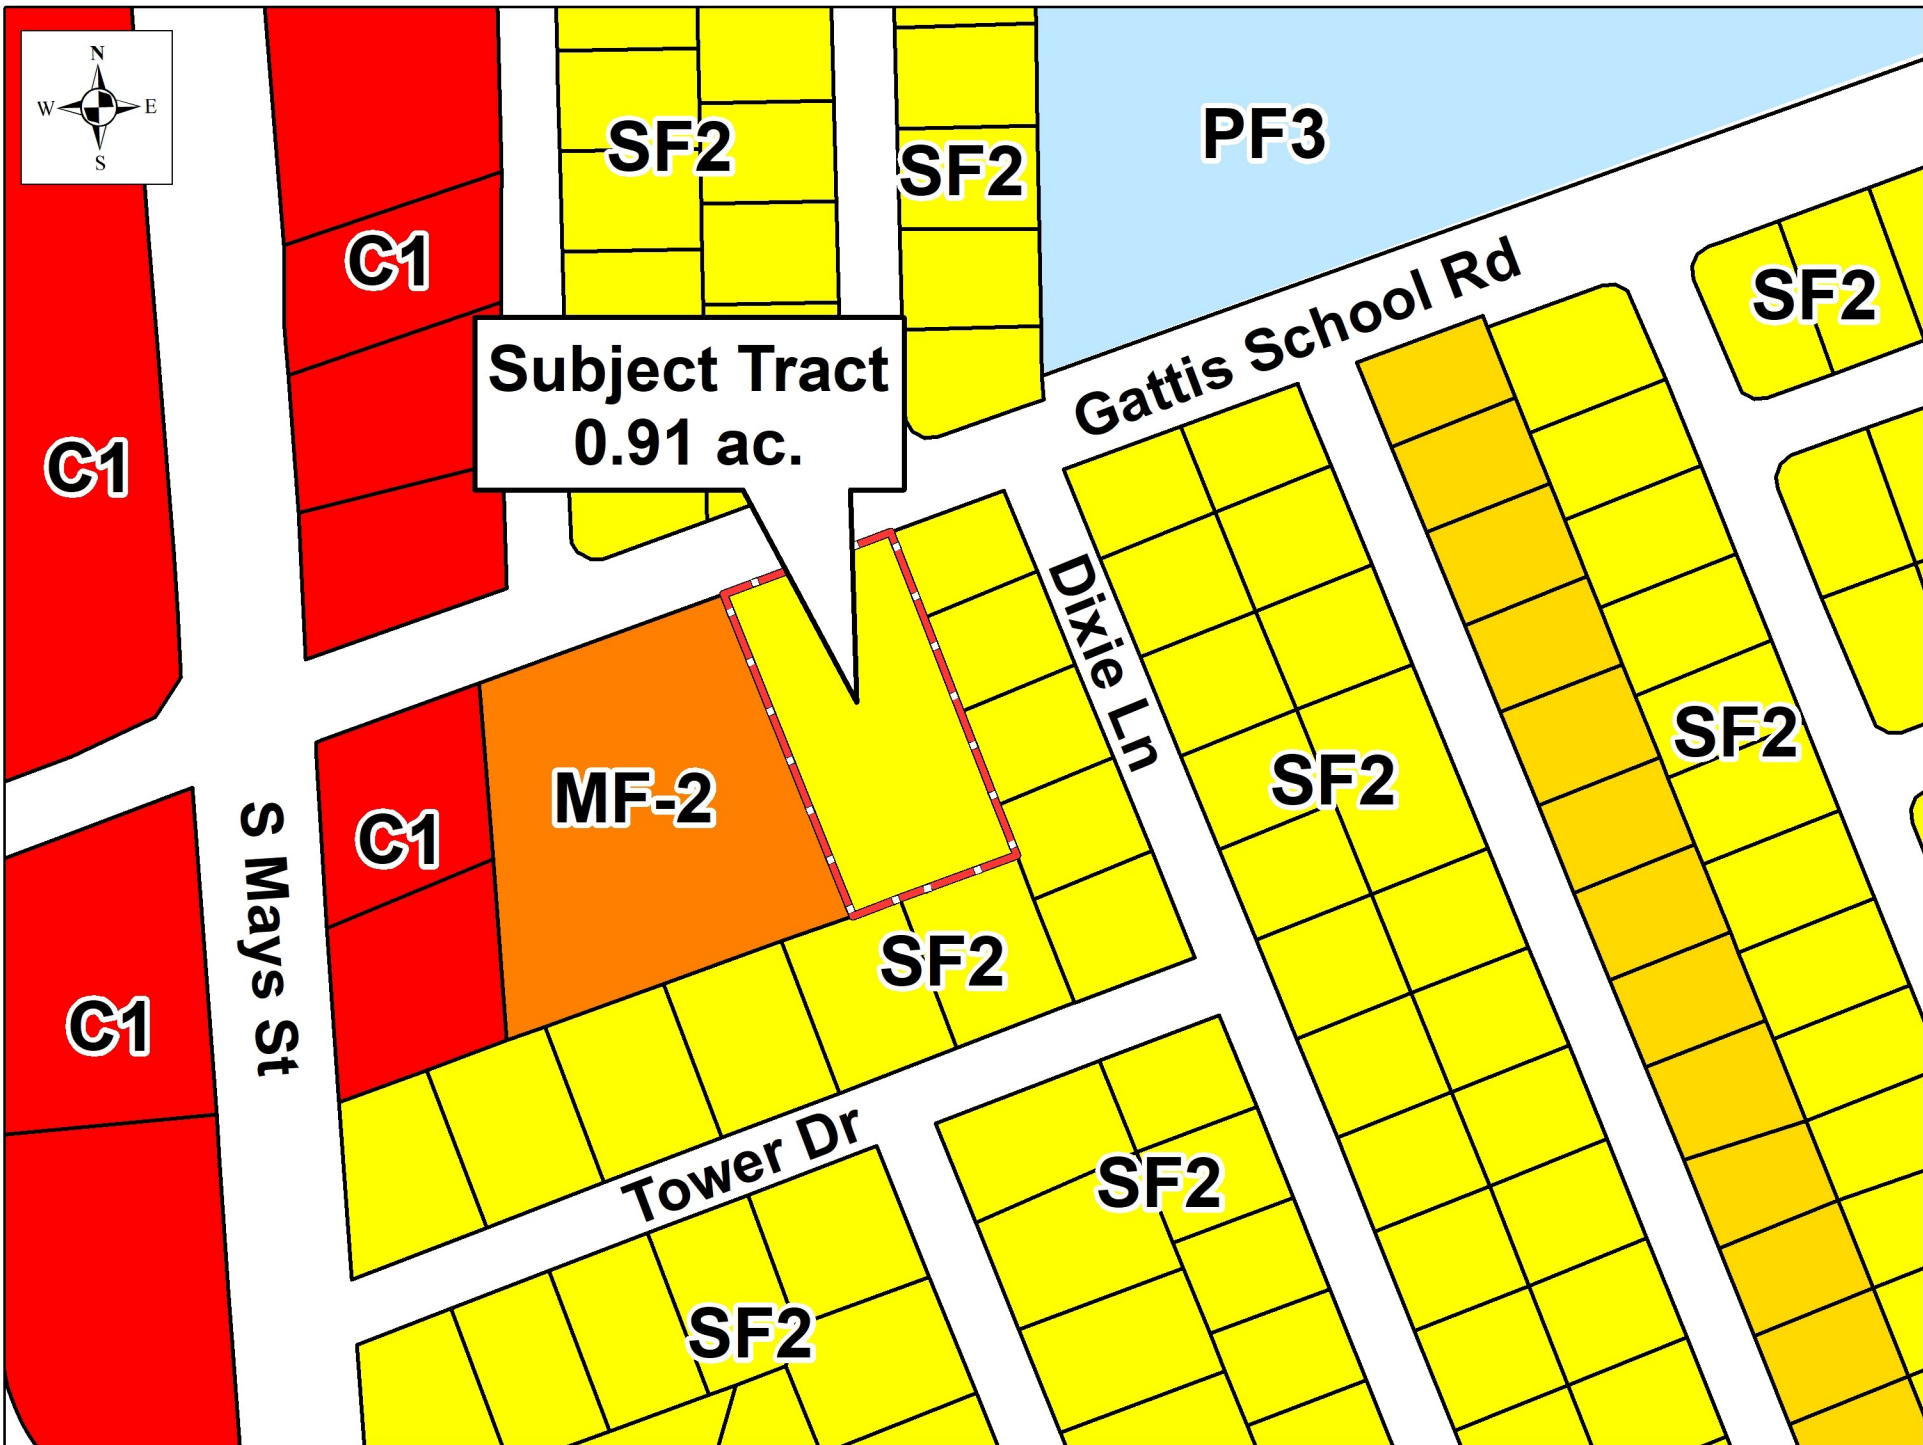 N
W E
S
SF2
PF3
SF2
C1
Gattis School Rd
SF2
Subject Tract
0.91 ac.
C1
Dixie Ln
SF2
SF2
MF-2
C1
S Mays St
SF2
C1
Tower Dr
SF2
SF2